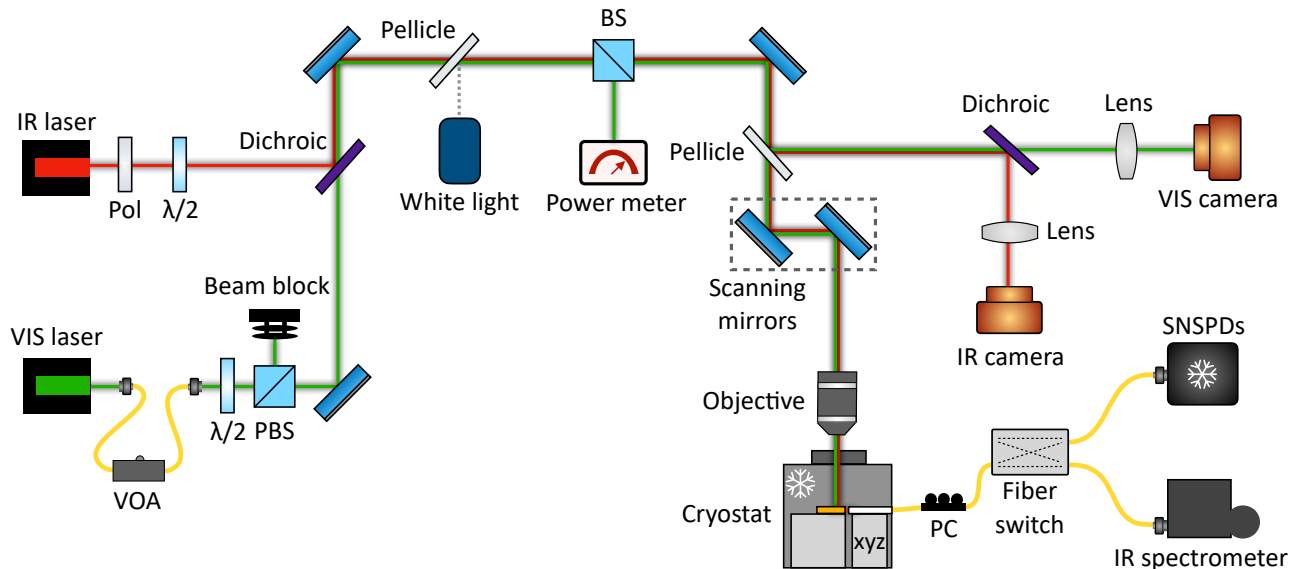 BS
Pellicle
Dichroic
Lens
IR laser
Dichroic
Pellicle
Pol
λ/2
White light
Power meter
VIS camera
Lens
Beam block
Scanning
mirrors
SNSPDs
VIS laser
IR camera
Objective
λ/2
PBS
VOA
Cryostat
xyz
PC
Fiber
switch
IR spectrometer